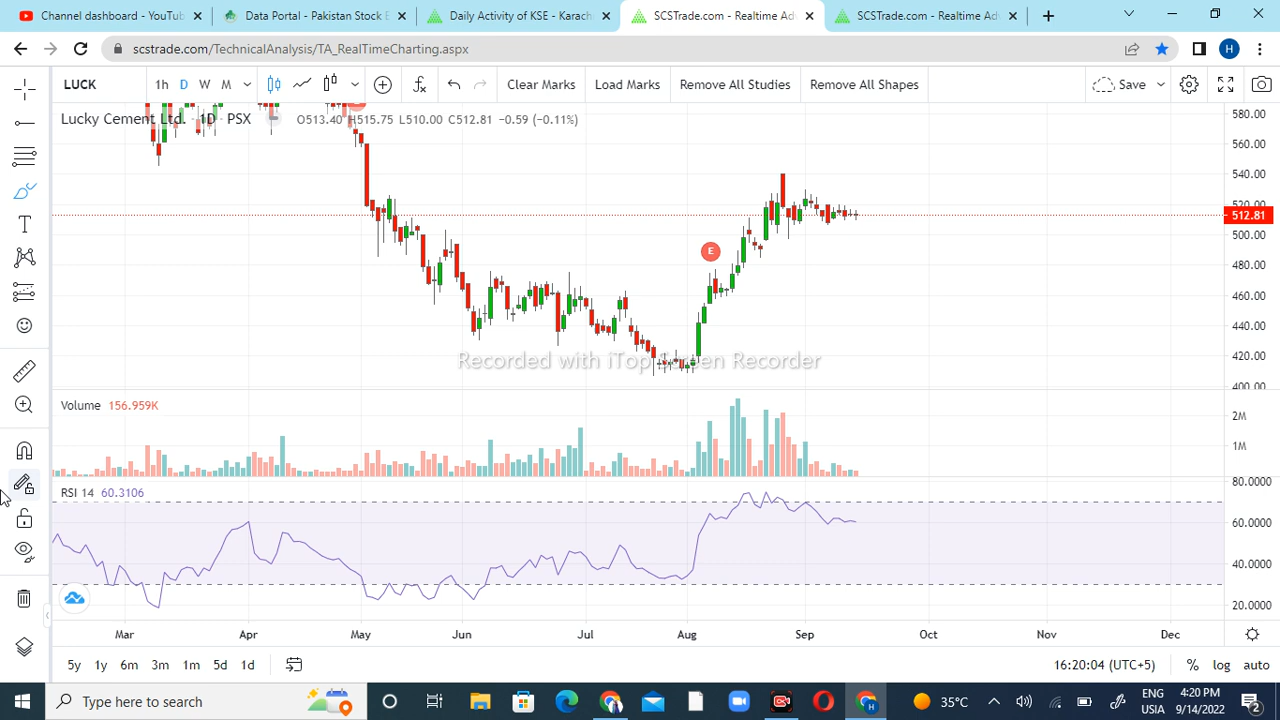 Channel dashboard - YouTub
Data Portal - Pakistan Stock E
Daily Activity of KSE - Karach
SCSTrade.com - Realtime Ad
SCSTrade.com - Realtime Adv
H
scstrade.com/TechnicalAnalysis/TA_RealTimeCharting.aspx
LUCK 1h D W M Clear Marks Load Marks Remove All Studies Remove All Shapes Save
Lucky Cement Ltd. · 1D · PSX O513.40 H515.75 L510.00 C512.81 −0.59 (−0.11%)
580.00
560.00
540.00
520.00
512.81
500.00
480.00
460.00
440.00
420.00
400.00
E
Recorded with iTop Screen Recorder
Volume 156.959K
2M
1M
RSI 14 60.3106
80.0000
60.0000
40.0000
20.0000
Mar Apr May Jun Jul Aug Sep Oct Nov Dec
5y 1y 6m 3m 1m 5d 1d 16:20:04 (UTC+5) % log auto
Type here to search
35°C
ENG
USIA
4:20 PM
9/14/2022
2